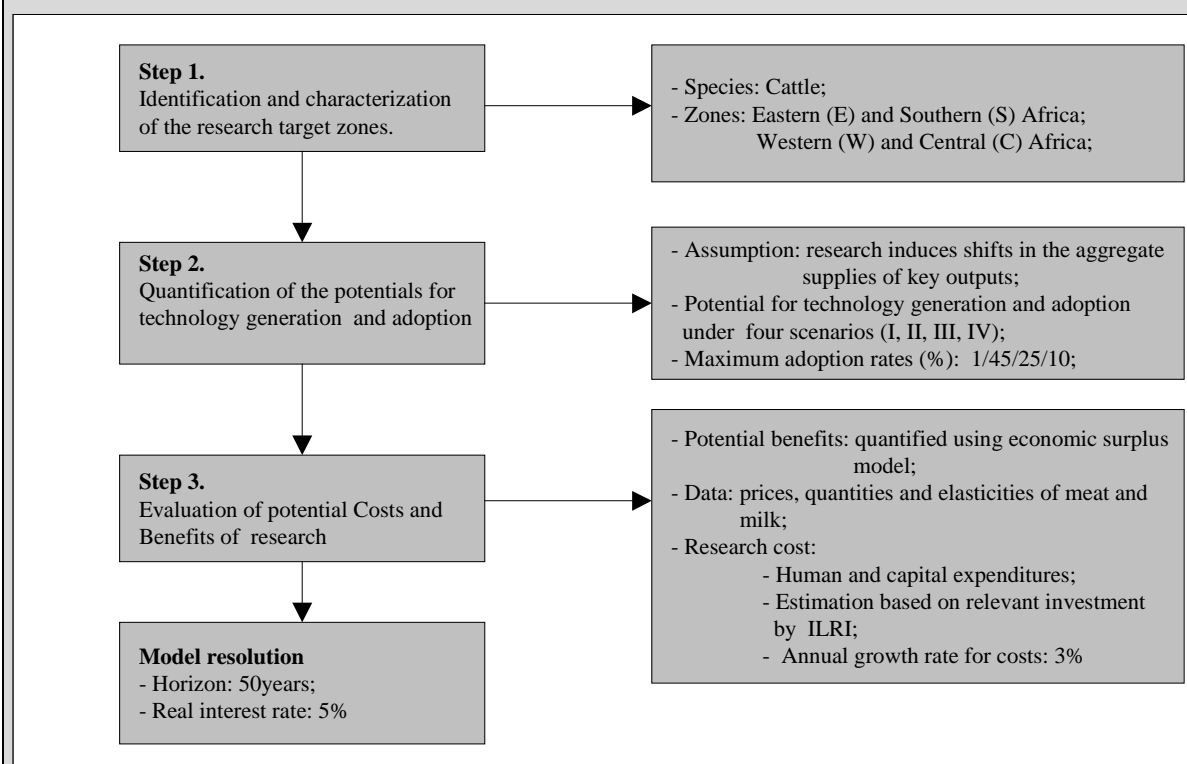 Step 1.
Identification and characterization
of the research target zones.
- Species: Cattle;
- Zones: Eastern (E) and Southern (S) Africa;
Western (W) and Central (C) Africa;
Step 2.
Quantification of the potentials for
technology generation and adoption
- Assumption: research induces shifts in the aggregate
supplies of key outputs;
- Potential for technology generation and adoption
under four scenarios (I, II, III, IV);
- Maximum adoption rates (%): 1/45/25/10;
Step 3.
Evaluation of potential Costs and
Benefits of research
- Potential benefits: quantified using economic surplus
model;
- Data: prices, quantities and elasticities of meat and
milk;
- Research cost:
- Human and capital expenditures;
- Estimation based on relevant investment
by ILRI;
- Annual growth rate for costs: 3%
Model resolution
- Horizon: 50years;
- Real interest rate: 5%